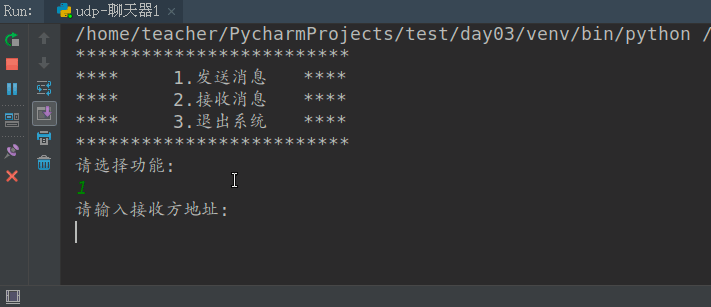 Run: udp-聊天器1 ×
/home/teacher/PycharmProjects/test/day03/venv/bin/python /
*************************
**** 1.发送消息 ****
**** 2.接收消息 ****
**** 3.退出系统 ****
*************************
请选择功能:
1
请输入接收方地址: